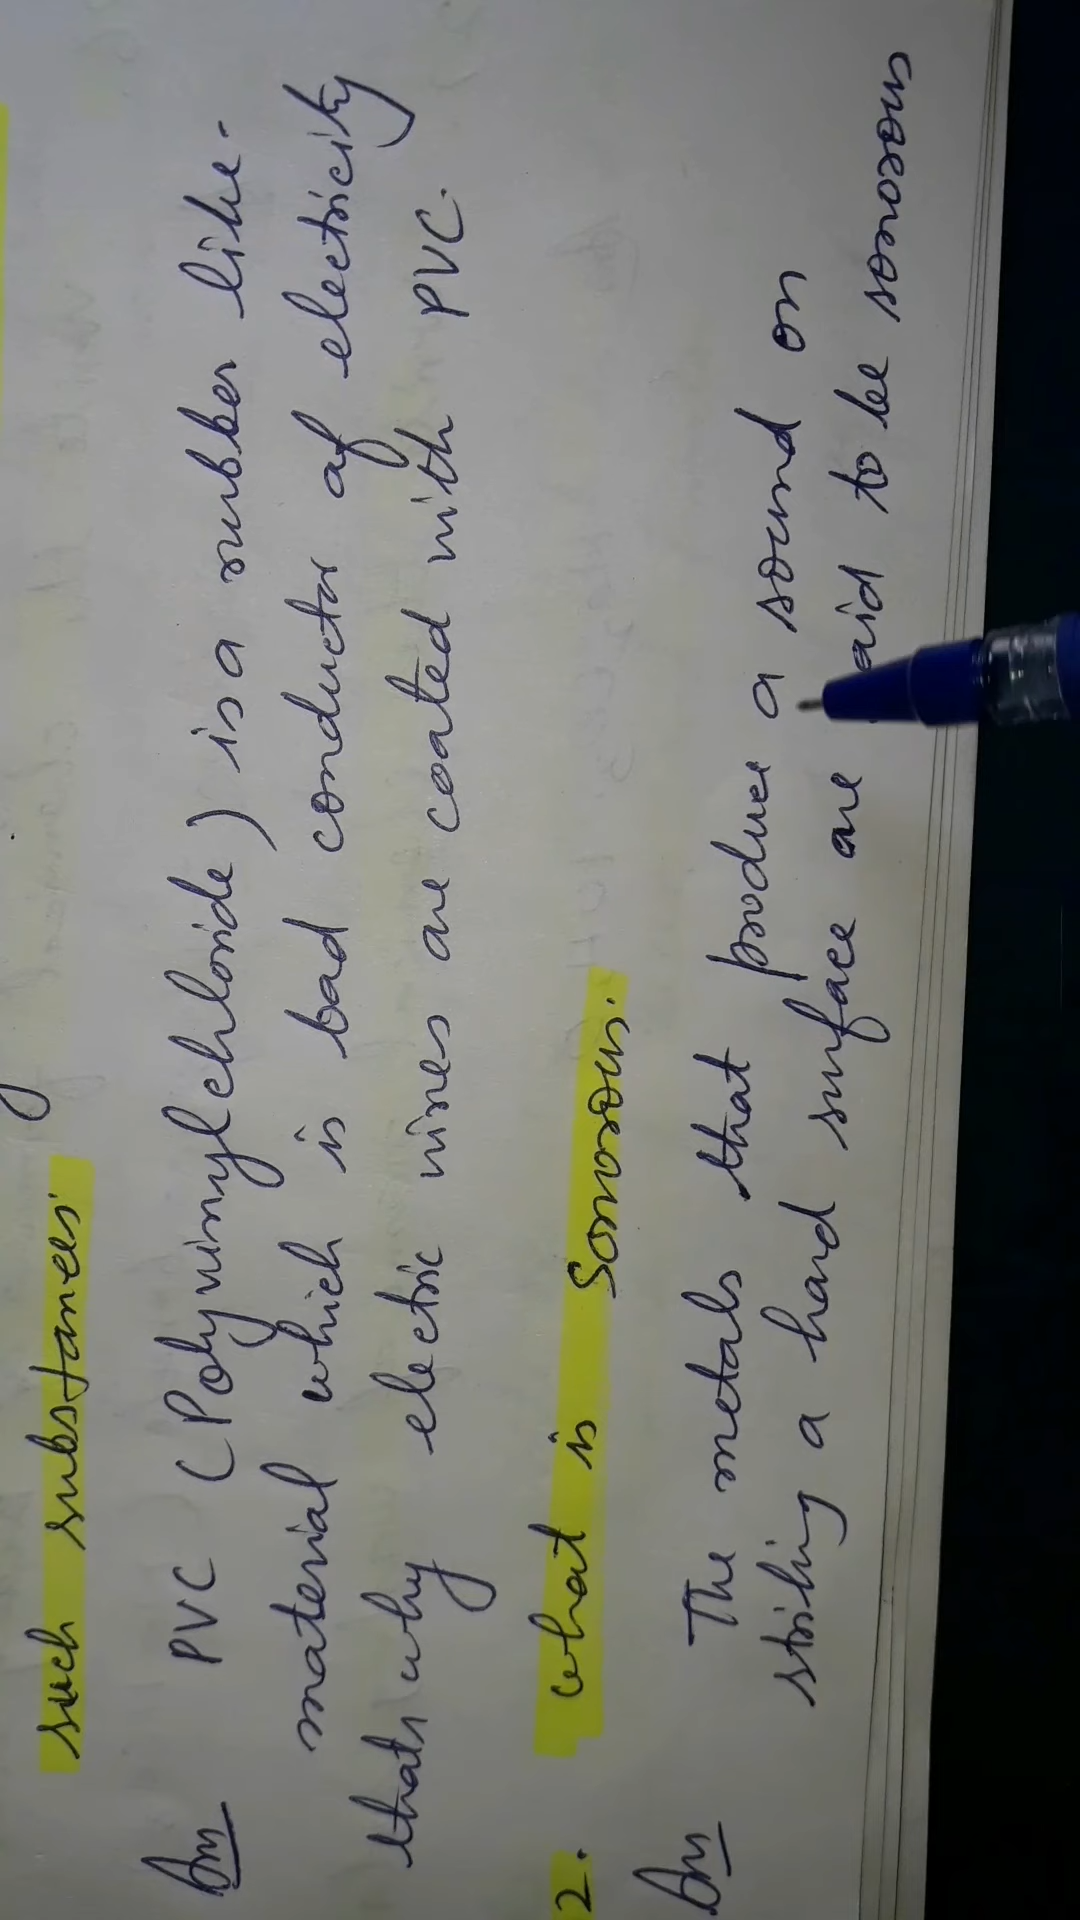 such substances.
Ans PVC (Polyvinylchloride) is a rubber like.
material which is bad conductor of electricity
thats why electric wires are coated with PVC.
2. what is Sonorous.
Ans The metals that produce a sound on
striking a hard surface are aid to be sonorous